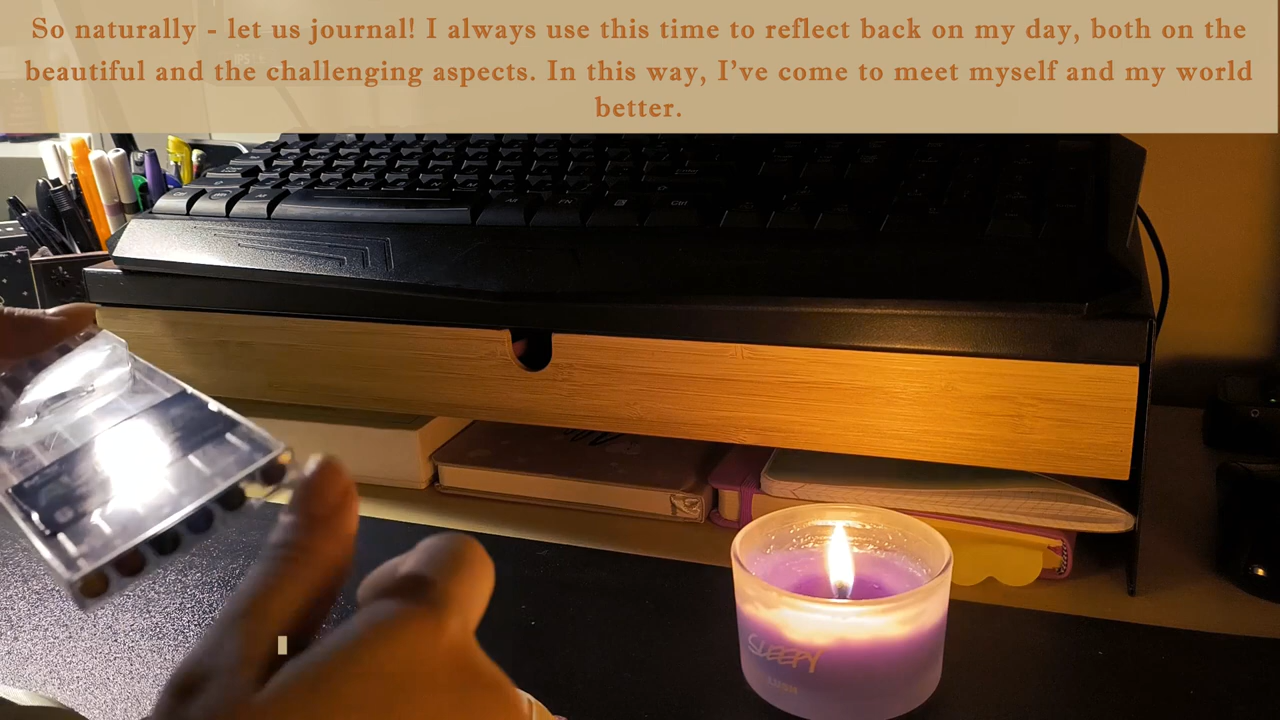 So naturally - let us journal! I always use this time to reflect back on my day, both on the
beautiful and the challenging aspects. In this way, I’ve come to meet myself and my world
better.
SLEEPY
LUSH